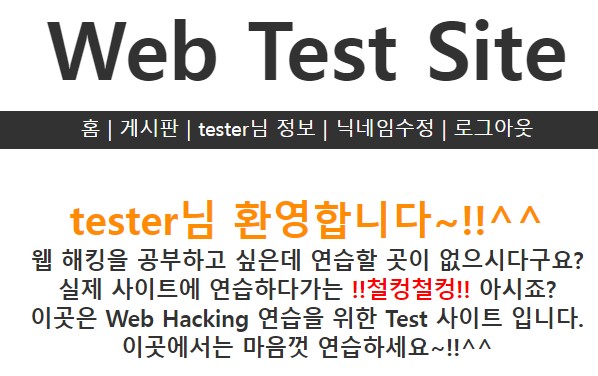 Web Test Site
홈 | 게시판 | tester님 정보 | 닉네임수정 | 로그아웃
tester님 환영합니다~!!^^
웹 해킹을 공부하고 싶은데 연습할 곳이 없으시다구요?
실제 사이트에 연습하다가는 !!철컹철컹!! 아시죠?
이곳은 Web Hacking 연습을 위한 Test 사이트 입니다.
이곳에서는 마음껏 연습하세요~!!^^